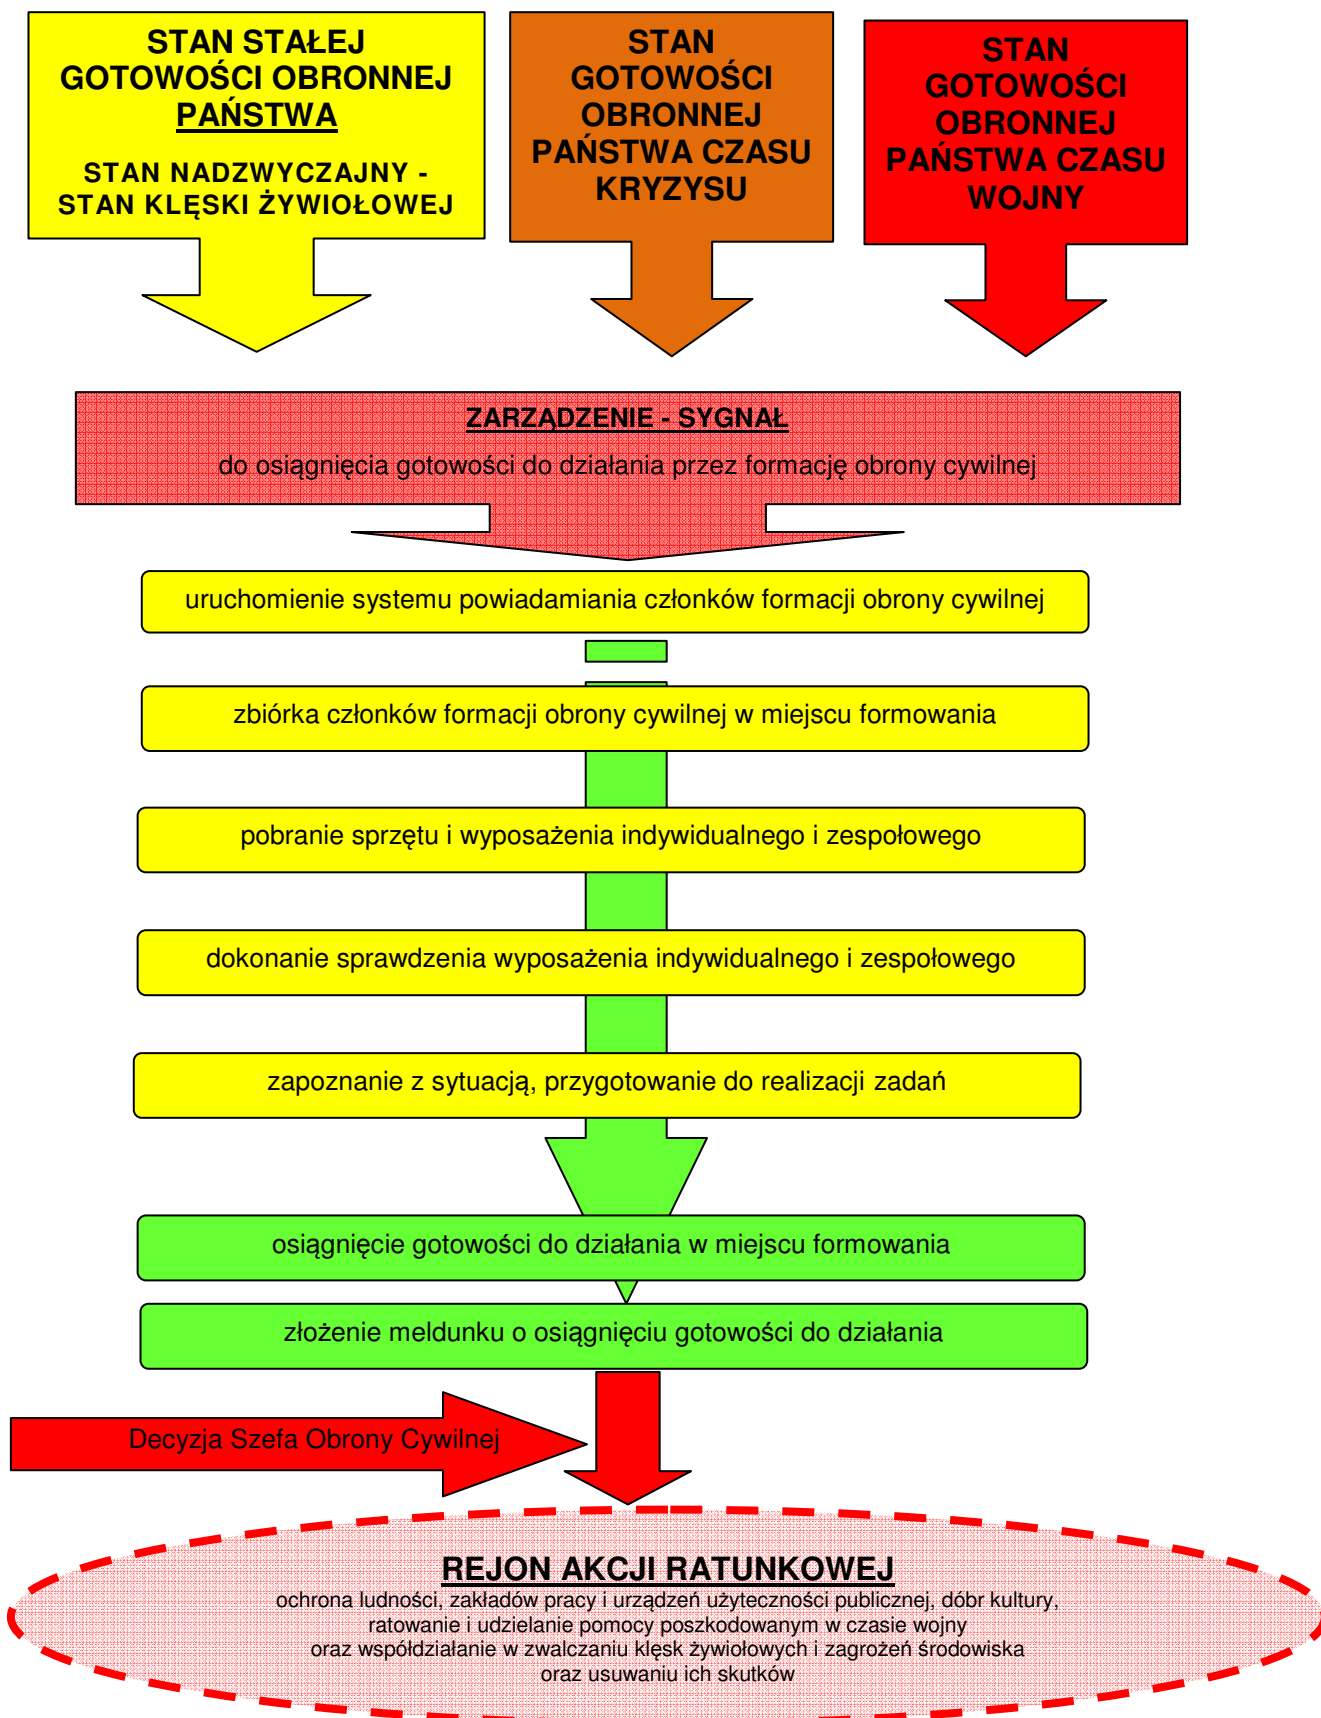 STAN STAŁEJ
GOTOWOŚCI OBRONNEJ
PAŃSTWA
STAN NADZWYCZAJNY -
STAN KLĘSKI ŻYWIOŁOWEJ
STAN
GOTOWOŚCI
OBRONNEJ
PAŃSTWA CZASU
KRYZYSU
STAN
GOTOWOŚCI
OBRONNEJ
PAŃSTWA CZASU
WOJNY
ZARZĄDZENIE - SYGNAŁ
do osiągnięcia gotowości do działania przez formację obrony cywilnej
uruchomienie systemu powiadamiania członków formacji obrony cywilnej
zbiórka członków formacji obrony cywilnej w miejscu formowania
pobranie sprzętu i wyposażenia indywidualnego i zespołowego
dokonanie sprawdzenia wyposażenia indywidualnego i zespołowego
zapoznanie z sytuacją, przygotowanie do realizacji zadań
osiągnięcie gotowości do działania w miejscu formowania
złożenie meldunku o osiągnięciu gotowości do działania
Decyzja Szefa Obrony Cywilnej
REJON AKCJI RATUNKOWEJ
ochrona ludności, zakładów pracy i urządzeń użyteczności publicznej, dóbr kultury,
ratowanie i udzielanie pomocy poszkodowanym w czasie wojny
oraz współdziałanie w zwalczaniu klęsk żywiołowych i zagrożeń środowiska
oraz usuwaniu ich skutków